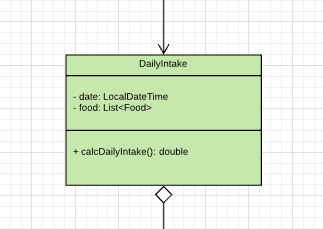 DailyIntake
- date: LocalDateTime
- food: List<Food>
+ calcDailyIntake(): double